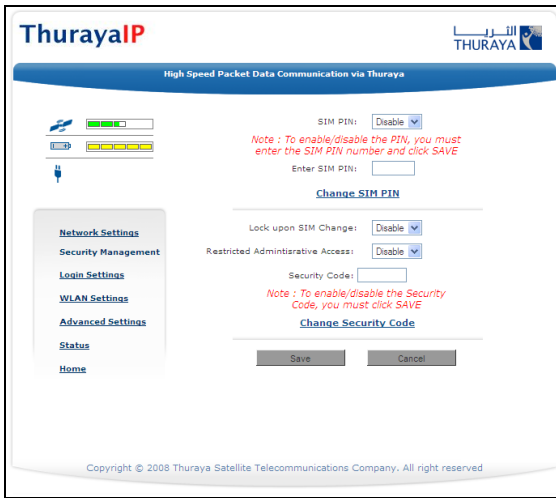 ThurayaIP
الثريا
THURAYA
High Speed Packet Data Communication via Thuraya
SIM PIN: Disable
Note : To enable/disable the PIN, you must
enter the SIM PIN number and click SAVE
Enter SIM PIN:
Change SIM PIN
Network Settings
Security Management
Login Settings
WLAN Settings
Advanced Settings
Status
Home
Lock upon SIM Change: Disable
Restricted Admintisrative Access: Disable
Security Code:
Note : To enable/disable the Security
Code, you must click SAVE
Change Security Code
Save Cancel
Copyright © 2008 Thuraya Satellite Telecommunications Company. All right reserved